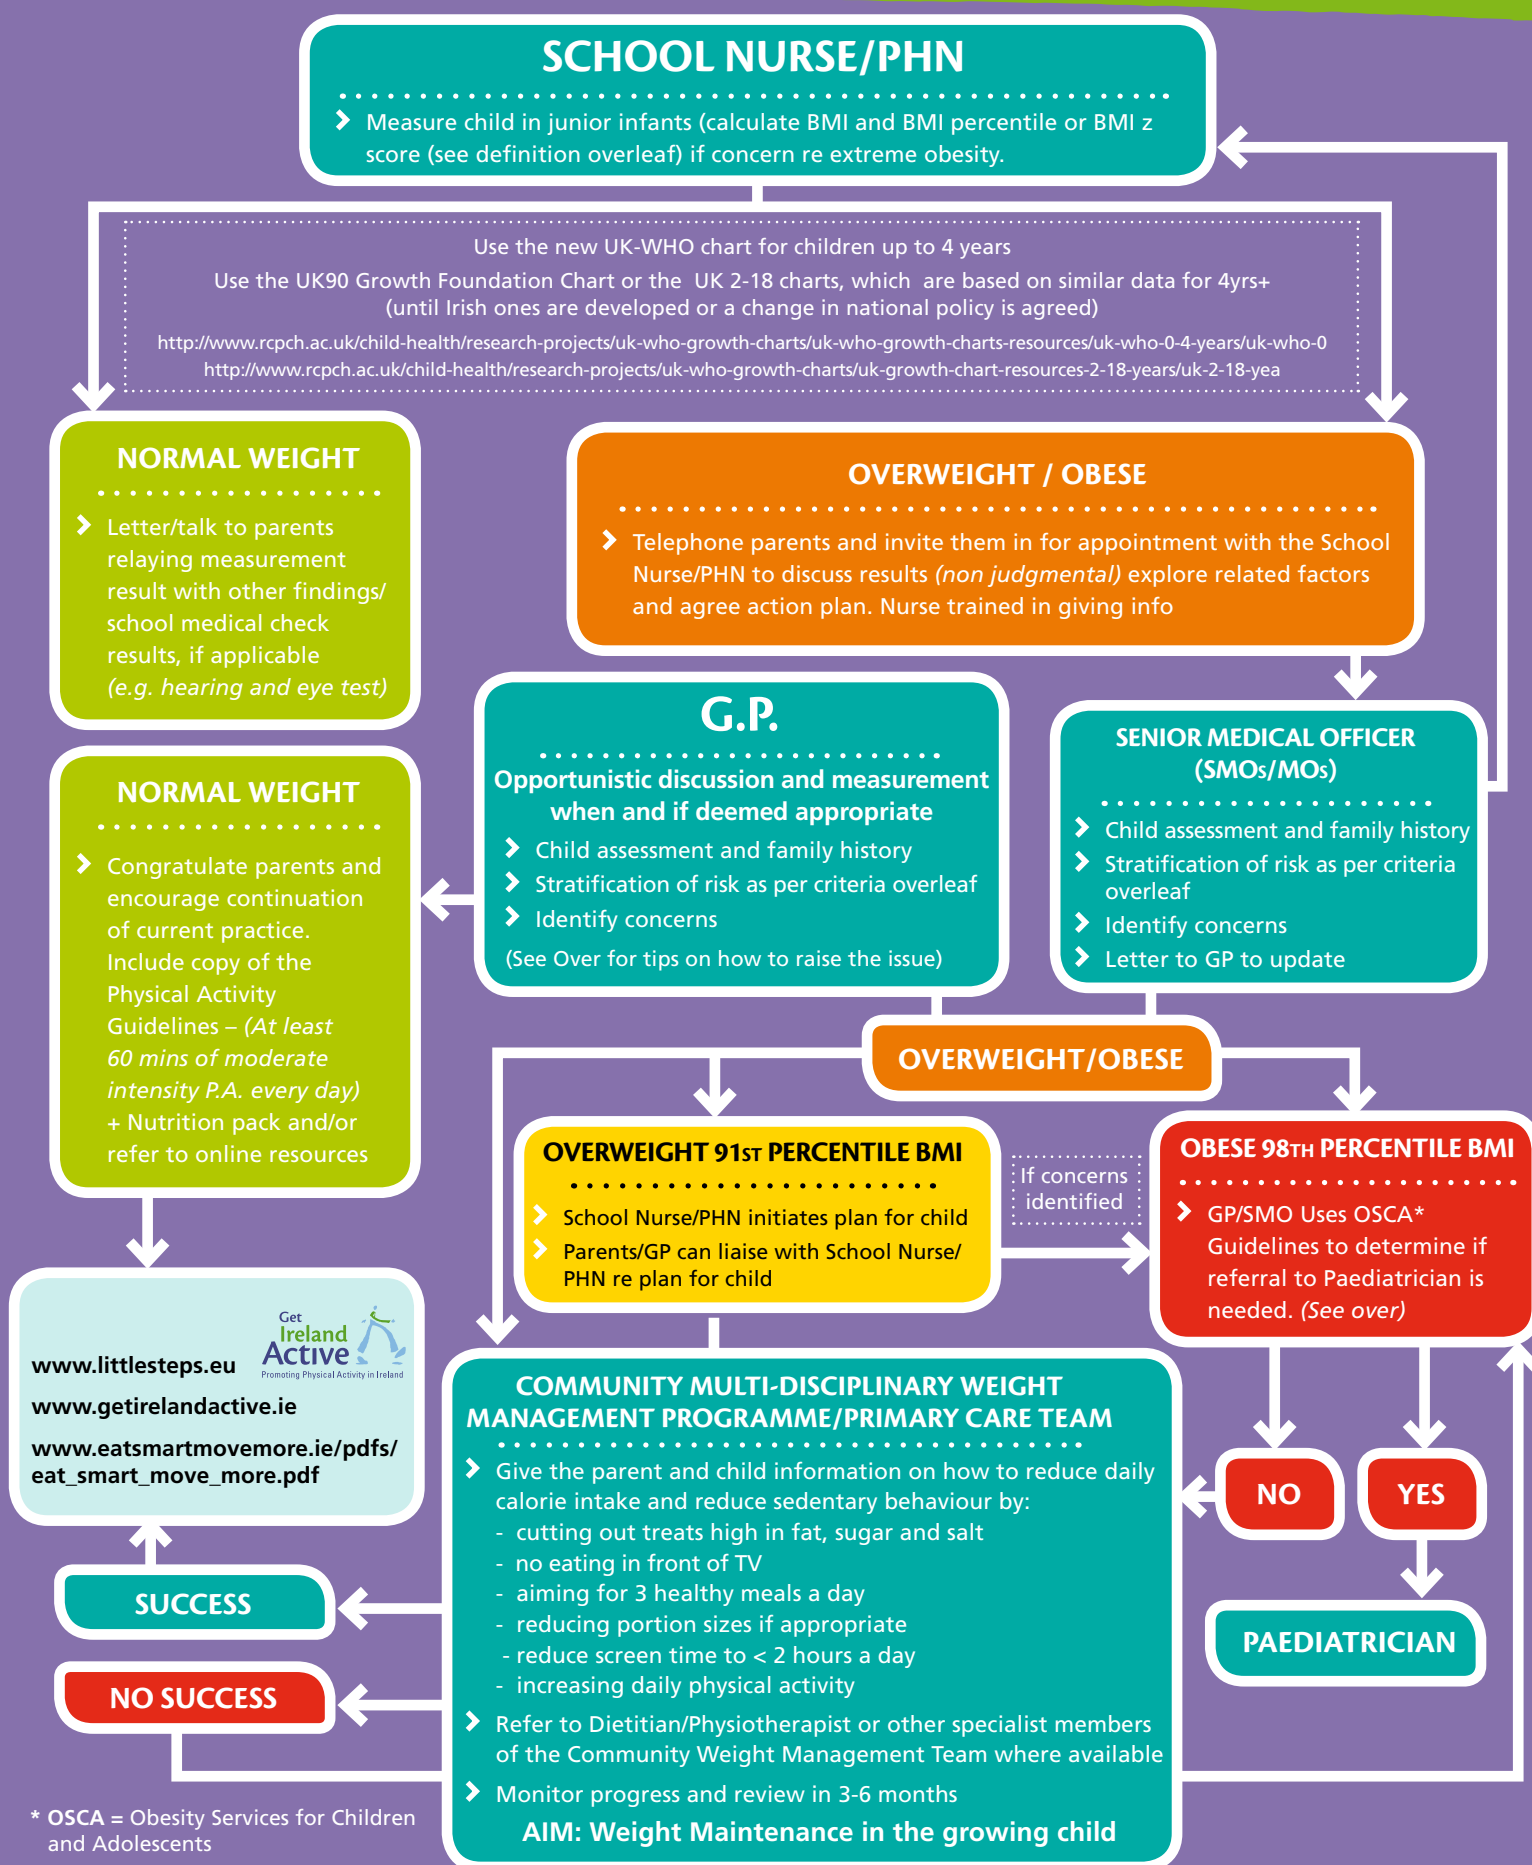 SCHOOL NURSE/PHN
Measure child in junior infants (calculate BMI and BMI percentile or BMI z
score (see definition overleaf) if concern re extreme obesity.
Use the new UK-WHO chart for children up to 4 years
Use the UK90 Growth Foundation Chart or the UK 2-18 charts, which are based on similar data for 4yrs+
(until Irish ones are developed or a change in national policy is agreed)
http://www.rcpch.ac.uk/child-health/research-projects/uk-who-growth-charts/uk-who-growth-charts-resources/uk-who-0-4-years/uk-who-0
http://www.rcpch.ac.uk/child-health/research-projects/uk-who-growth-charts/uk-growth-chart-resources-2-18-years/uk-2-18-yea
NORMAL WEIGHT
Letter/talk to parents
relaying measurement
result with other findings/
school medical check
results, if applicable
(e.g. hearing and eye test)
OVERWEIGHT / OBESE
Telephone parents and invite them in for appointment with the School
Nurse/PHN to discuss results (non judgmental) explore related factors
and agree action plan. Nurse trained in giving info
G.P.
Opportunistic discussion and measurement
when and if deemed appropriate
Child assessment and family history
Stratification of risk as per criteria overleaf
Identify concerns
(See Over for tips on how to raise the issue)
SENIOR MEDICAL OFFICER
(SMOs/MOs)
Child assessment and family history
Stratification of risk as per criteria
overleaf
Identify concerns
Letter to GP to update
NORMAL WEIGHT
Congratulate parents and
encourage continuation
of current practice.
Include copy of the
Physical Activity
Guidelines – (At least
60 mins of moderate
intensity P.A. every day)
+ Nutrition pack and/or
refer to online resources
OVERWEIGHT/OBESE
OVERWEIGHT 91ST PERCENTILE BMI
School Nurse/PHN initiates plan for child
Parents/GP can liaise with School Nurse/
PHN re plan for child
If concerns
identified
OBESE 98TH PERCENTILE BMI
GP/SMO Uses OSCA*
Guidelines to determine if
referral to Paediatrician is
needed. (See over)
Get
Ireland
Active
Promoting Physical Activity in Ireland
www.littlesteps.eu
www.getirelandactive.ie
www.eatsmartmovemore.ie/pdfs/
eat_smart_move_more.pdf
COMMUNITY MULTI-DISCIPLINARY WEIGHT
MANAGEMENT PROGRAMME/PRIMARY CARE TEAM
Give the parent and child information on how to reduce daily
calorie intake and reduce sedentary behaviour by:
- cutting out treats high in fat, sugar and salt
- no eating in front of TV
- aiming for 3 healthy meals a day
- reducing portion sizes if appropriate
- reduce screen time to < 2 hours a day
- increasing daily physical activity
Refer to Dietitian/Physiotherapist or other specialist members
of the Community Weight Management Team where available
Monitor progress and review in 3-6 months
AIM: Weight Maintenance in the growing child
NO
YES
PAEDIATRICIAN
SUCCESS
NO SUCCESS
* OSCA = Obesity Services for Children
and Adolescents